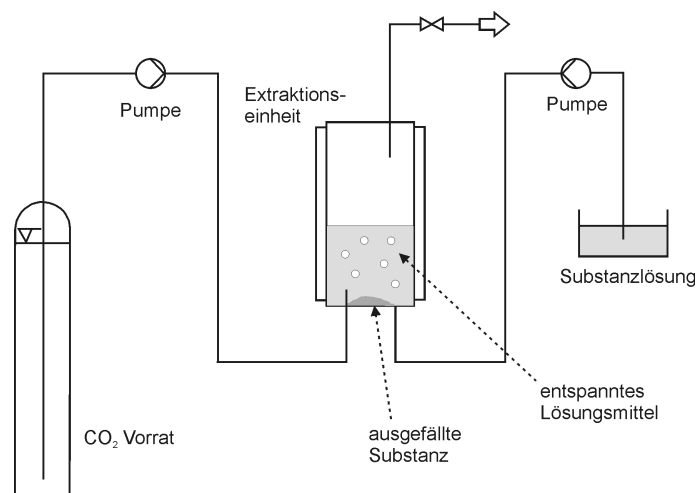 Pumpe
Extraktions-
einheit
Pumpe
Substanzlösung
entspanntes
Lösungsmittel
ausgefällte
Substanz
CO₂ Vorrat